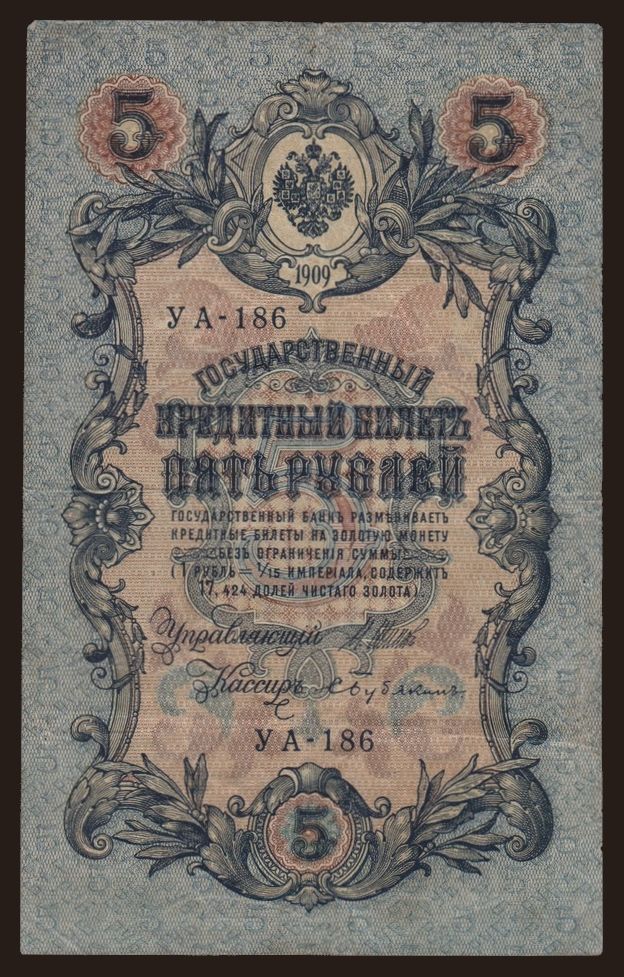 5 5
1909
УА-186
ГОСУДАРСТВЕННЫЙ
КРЕДИТНЫЙ БИЛЕТЪ
ПЯТЬ РУБЛЕЙ
ГОСУДАРСТВЕННЫЙ БАНКЪ РАЗМѢНИВАЕТЪ
КРЕДИТНЫЕ БИЛЕТЫ НА ЗОЛОТУЮ МОНЕТУ
БЕЗЪ ОГРАНИЧЕНІЯ СУММЫ
(1 РУБЛЬ = 1/15 ИМПЕРІАЛА, СОДЕРЖИТЪ
17,424 ДОЛЕЙ ЧИСТАГО ЗОЛОТА)
Управляющій
Кассиръ С Бубякинъ
УА-186
5